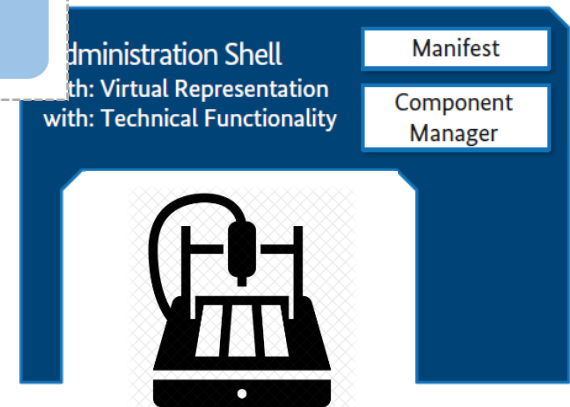 dministration Shell
th: Virtual Representation
with: Technical Functionality
Manifest
Component
Manager